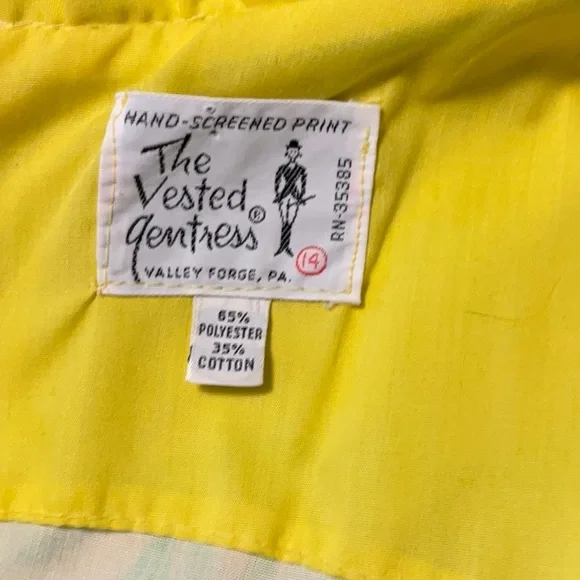 HAND-SCREENED PRINT
The
Vested
gentress®
RN-35385
14
VALLEY FORGE, PA.
65%
POLYESTER
35%
COTTON